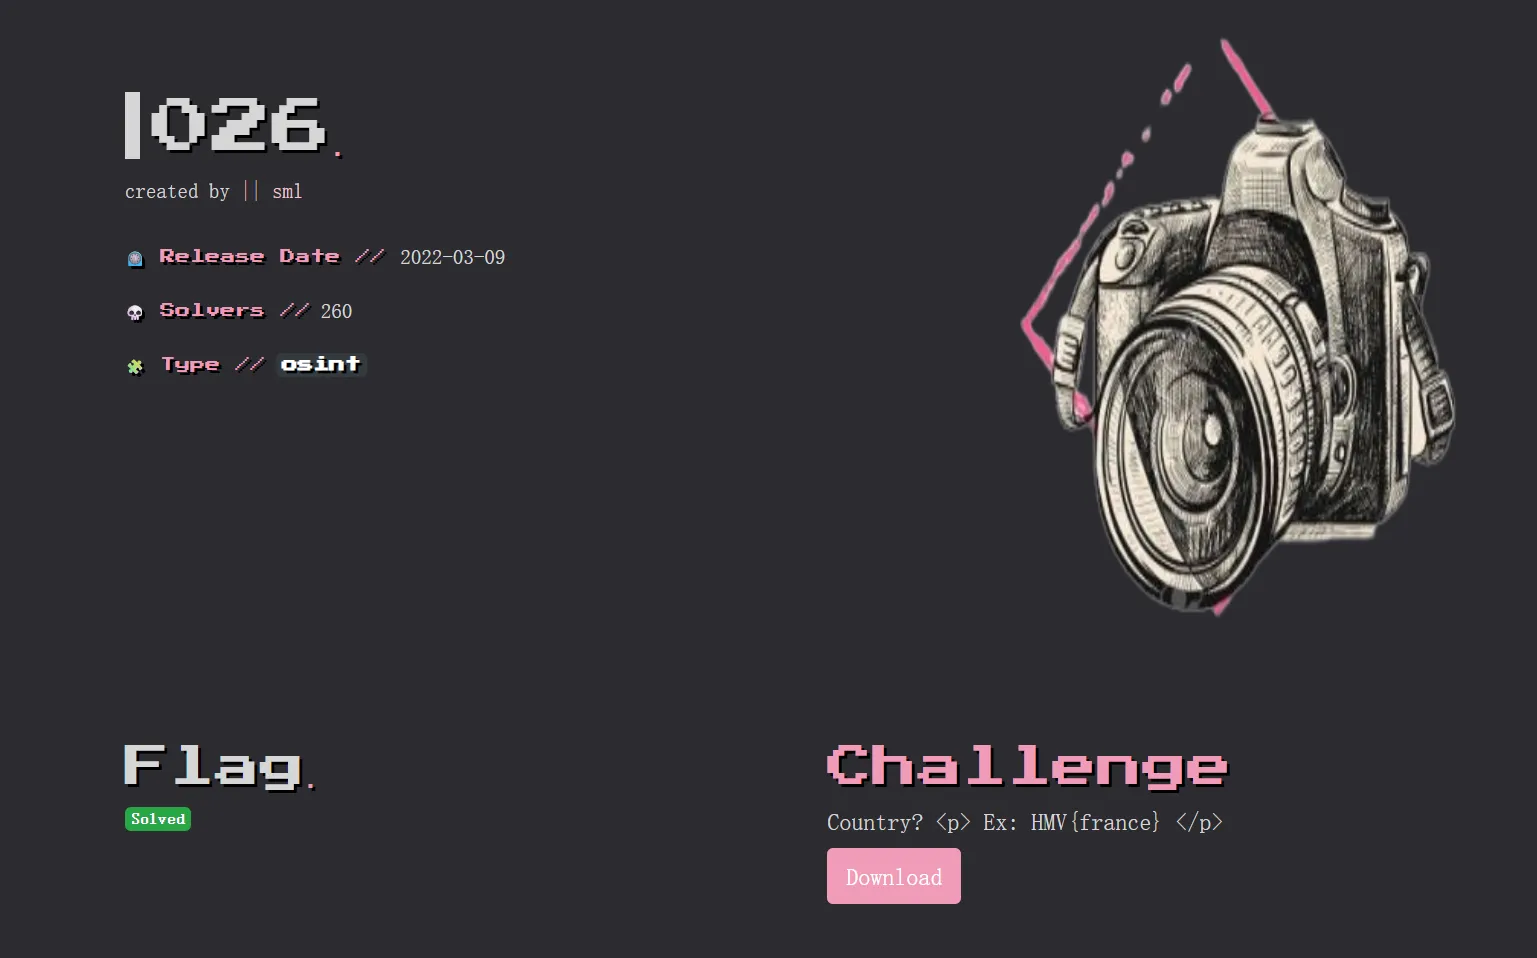 026.
created by || sml
Release Date // 2022-03-09
Solvers // 260
Type // osint
Flag.
Solved
Challenge
Country? <p> Ex: HMV{france} </p>
Download